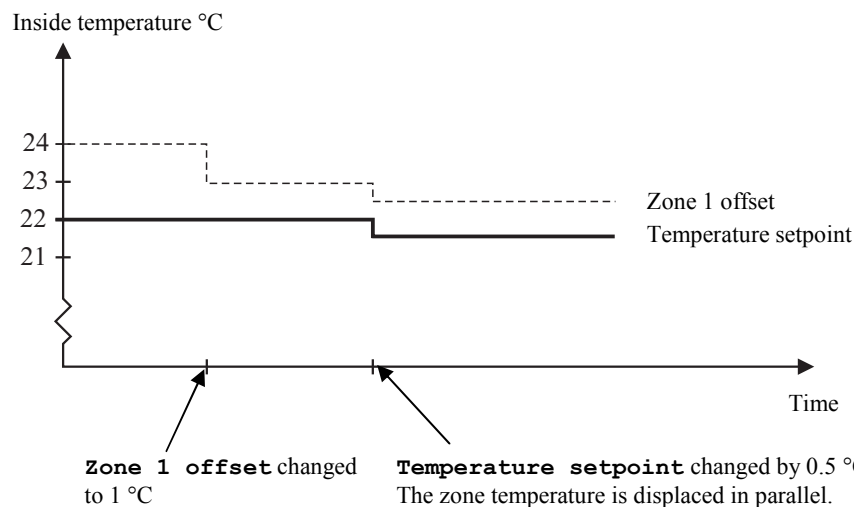 Inside temperature °C
24
23
22
21
Zone 1 offset
Temperature setpoint
Time
Zone 1 offset changed
to 1 °C
Temperature setpoint changed by 0.5 °C
The zone temperature is displaced in parallel.